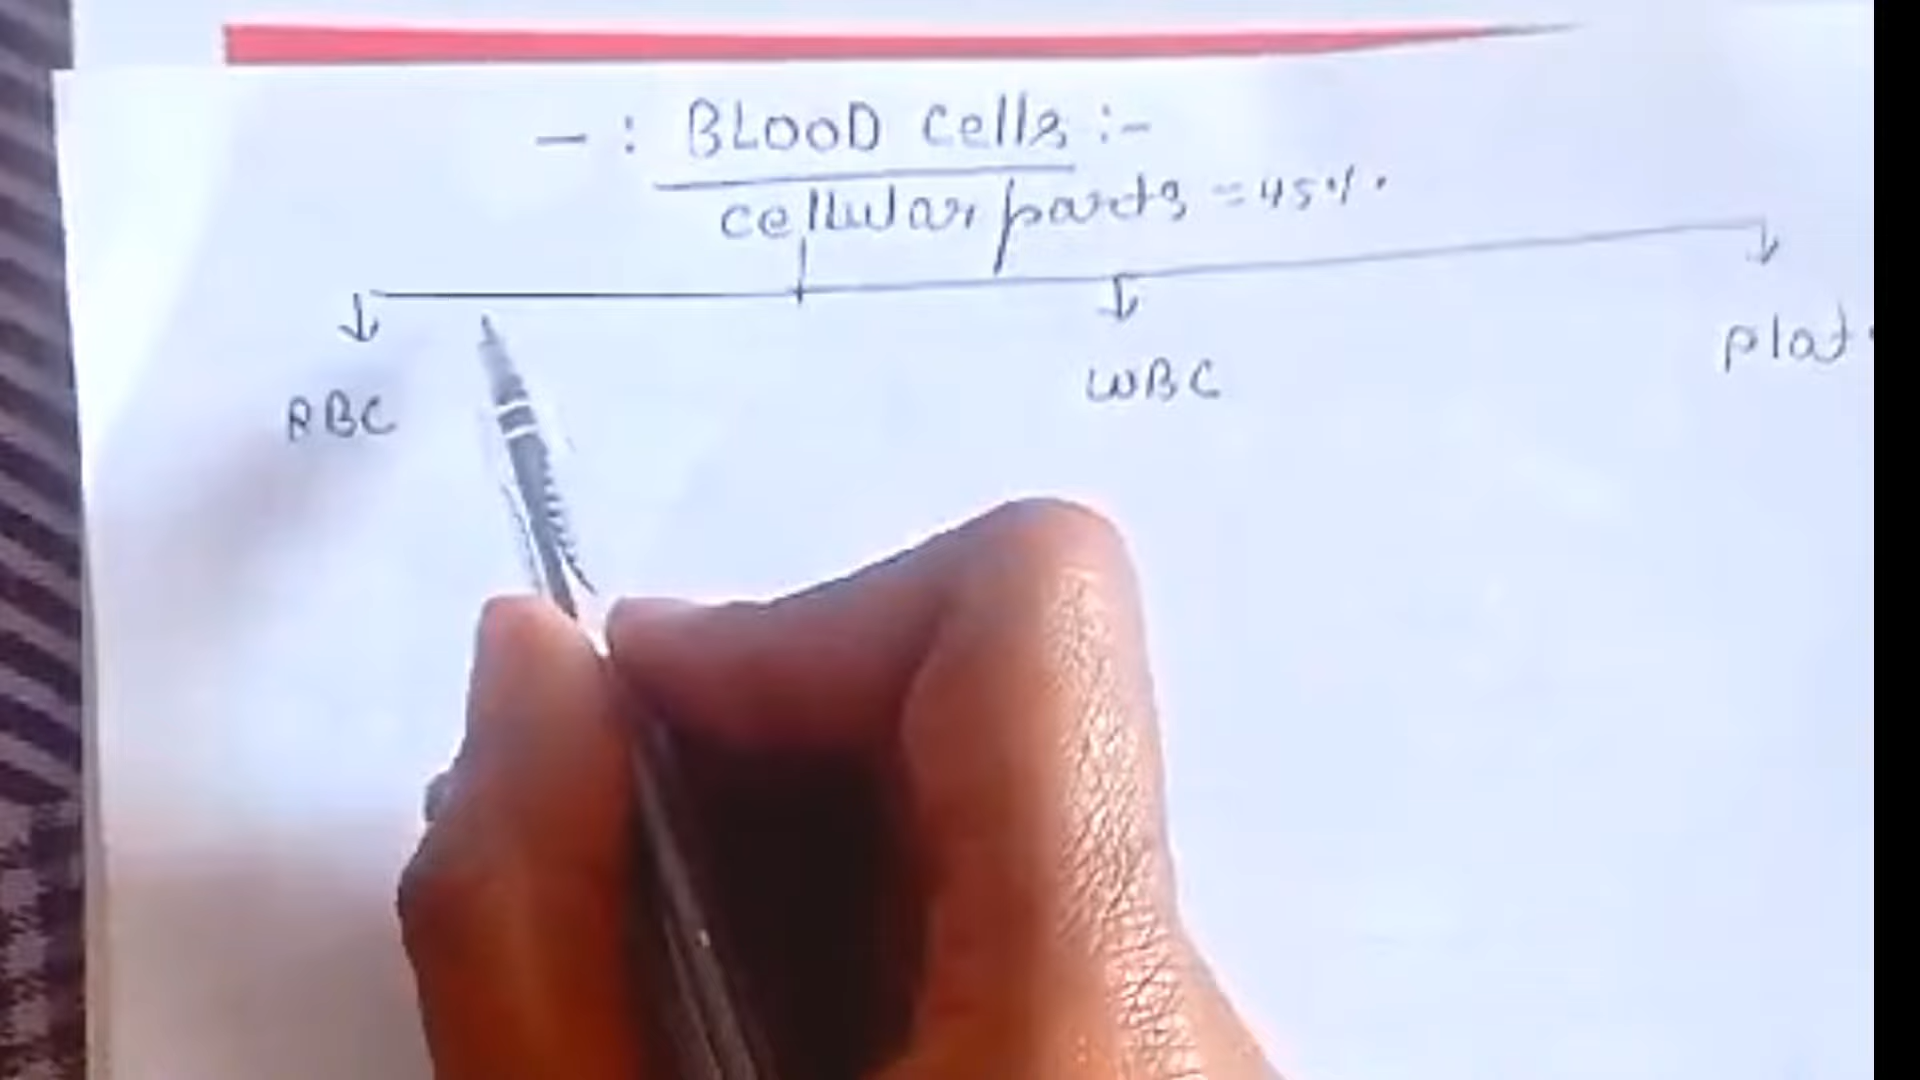 -: BLOOD Cells :-
cellular parts = 45%.
RBC
WBC
plat